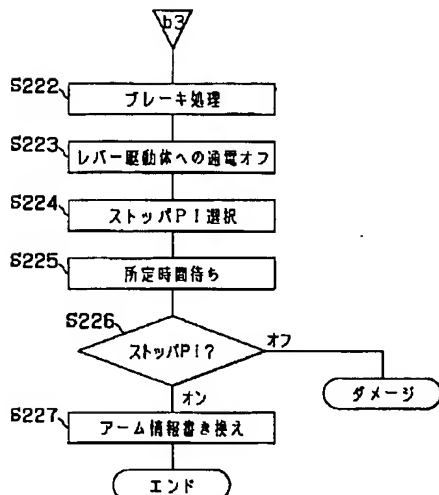 b3
S222
ブレーキ処理
S223
レバー駆動体への通電オフ
S224
ストッパPI選択
S225
所定時間待ち
S226
ストッパPI?
オフ
ダメージ
オン
S227
アーム情報書き換え
エンド